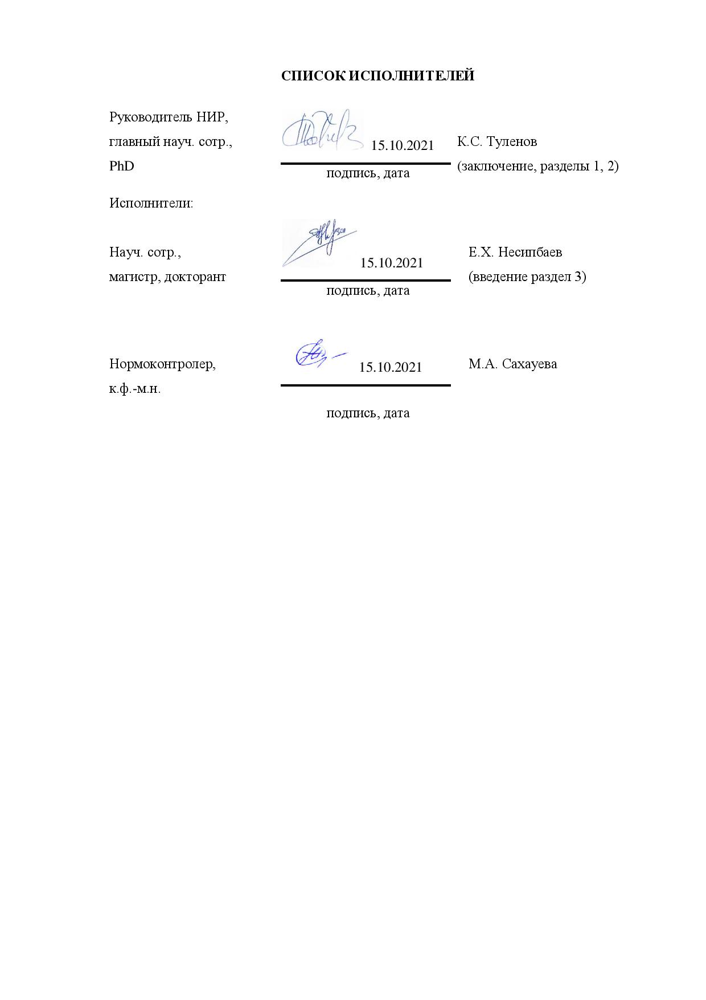 СПИСОК ИСПОЛНИТЕЛЕЙ
Руководитель НИР,
главный науч. сотр., 15.10.2021 К.С. Туленов
PhD (заключение, разделы 1, 2)
подпись, дата
Исполнители:
Науч. сотр., Е.Х. Несипбаев
15.10.2021
магистр, докторант (введение раздел 3)
подпись, дата
Нормоконтролер, 15.10.2021 М.А. Сахауева
к.ф.-м.н.
подпись, дата